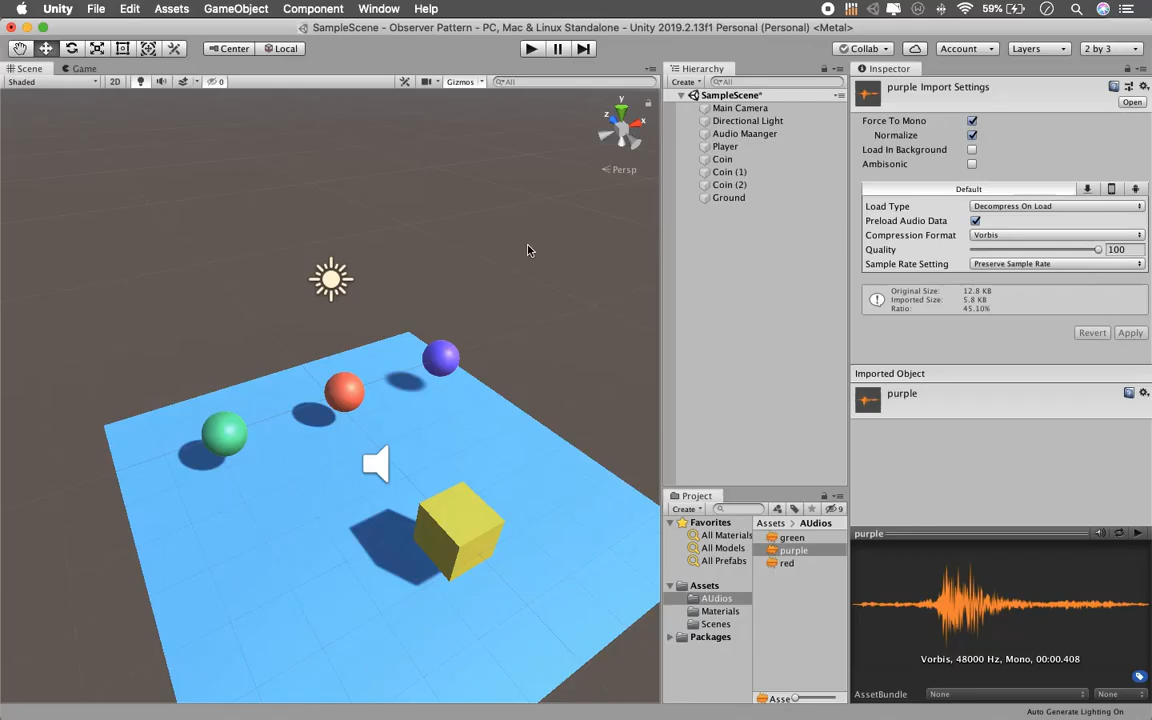 Unity File Edit Assets GameObject Component Window Help 59%
SampleScene - Observer Pattern - PC, Mac & Linux Standalone - Unity 2019.2.13f1 Personal (Personal) <Metal>
Center Local Collab Account Layers 2 by 3
Scene Game
Shaded 2D 0 Gizmos All
y
z x
Persp
Hierarchy
Create All
SampleScene*
Main Camera
Directional Light
Audio Maanger
Player
Coin
Coin (1)
Coin (2)
Ground
Project
Create 9
Favorites
All Materials
All Models
All Prefabs
Assets
AUdios
Materials
Scenes
Packages
Assets > AUdios
green
purple
red
Asse
Inspector
purple Import Settings
Open
Force To Mono
Normalize
Load In Background
Ambisonic
Default
Load Type Decompress On Load
Preload Audio Data
Compression Format Vorbis
Quality 100
Sample Rate Setting Preserve Sample Rate
Original Size: 12.8 KB
Imported Size: 5.8 KB
Ratio: 45.10%
Revert Apply
Imported Object
purple
purple
Vorbis, 48000 Hz, Mono, 00:00.408
AssetBundle None None
Auto Generate Lighting On